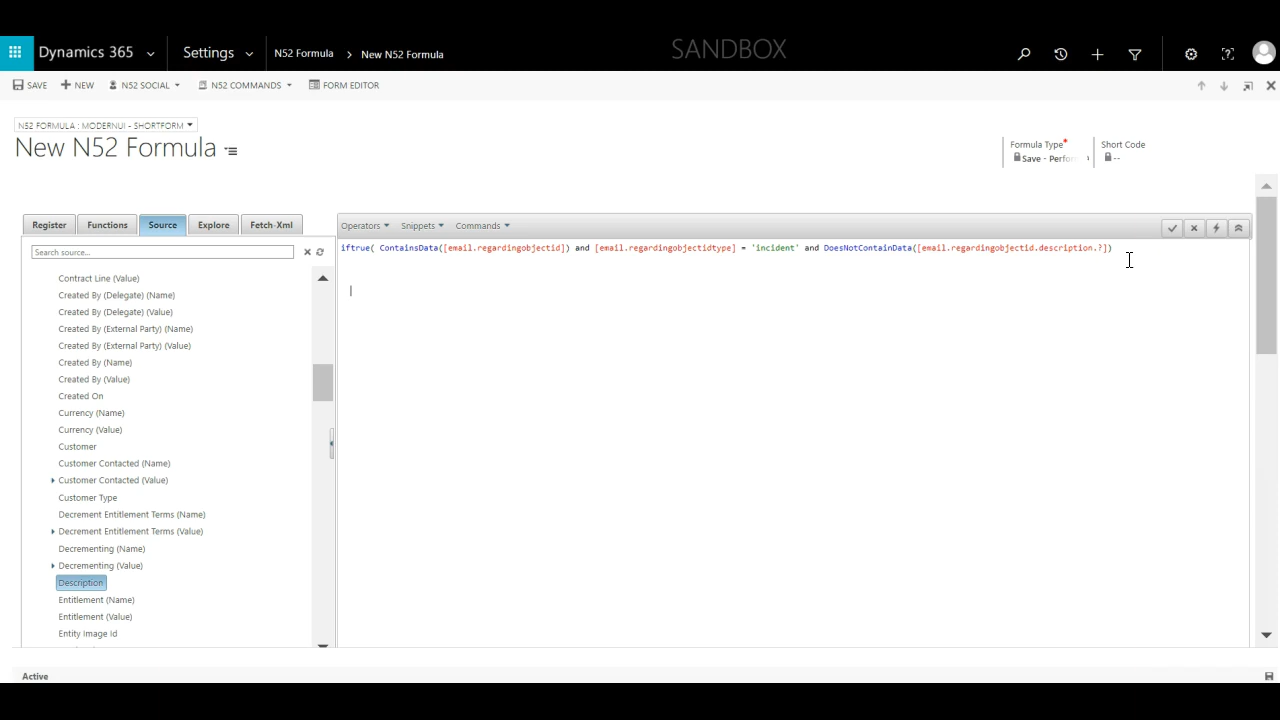 SANDBOX
Dynamics 365
Settings
N52 Formula > New N52 Formula
SAVE
NEW
N52 SOCIAL
N52 COMMANDS
FORM EDITOR
N52 FORMULA : MODERNUI - SHORTFORM
New N52 Formula
Formula Type*
Save - Perfor
Short Code
--
Register
Functions
Source
Explore
Fetch-Xml
Search source...
Contract Line (Value)
Created By (Delegate) (Name)
Created By (Delegate) (Value)
Created By (External Party) (Name)
Created By (External Party) (Value)
Created By (Name)
Created By (Value)
Created On
Currency (Name)
Currency (Value)
Customer
Customer Contacted (Name)
Customer Contacted (Value)
Customer Type
Decrement Entitlement Terms (Name)
Decrement Entitlement Terms (Value)
Decrementing (Name)
Decrementing (Value)
Description
Entitlement (Name)
Entitlement (Value)
Entity Image Id
Operators
Snippets
Commands
iftrue( ContainsData([email.regardingobjectid]) and [email.regardingobjectidtype] = 'incident' and DoesNotContainData([email.regardingobjectid.description.?])
Active